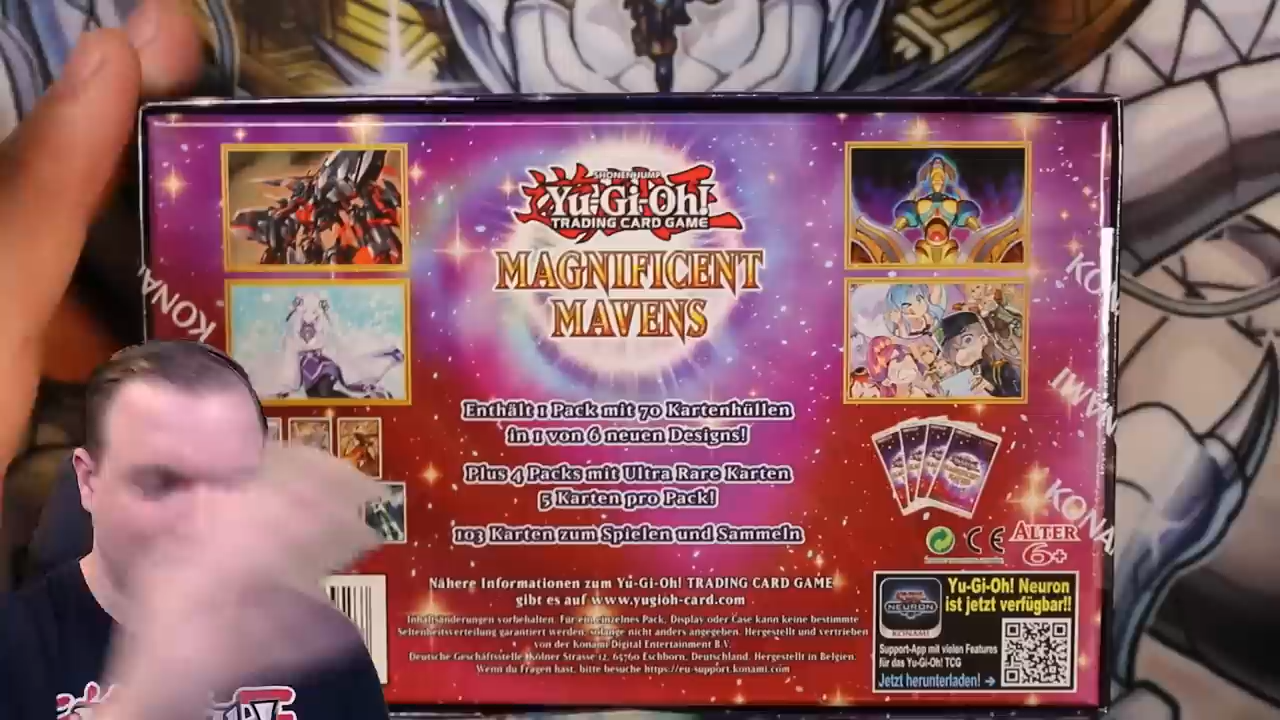 SHONEN JUMP
Yu-Gi-Oh!
TRADING CARD GAME
MAGNIFICENT
MAVENS
Enthält 1 Pack mit 70 Kartenhüllen
in 1 von 6 neuen Designs!
Plus 4 Packs mit Ultra Rare Karten
5 Karten pro Pack!
103 Karten zum Spielen und Sammeln
Nähere Informationen zum Yu-Gi-Oh! TRADING CARD GAME
gibt es auf www.yugioh-card.com
Inhaltsänderungen vorbehalten. Für ein einzelnes Pack, Display oder Case kann keine bestimmte
Seltenheitsverteilung garantiert werden, solange nicht anders angegeben. Hergestellt und vertrieben
von der Konami Digital Entertainment B.V.
Deutsche Geschäftsstelle, Kölner Strasse 12, 65760 Eschborn, Deutschland. Hergestellt in Belgien.
Wenn du Fragen hast, bitte besuche https://eu-support.konami.com
KONA
KON
AMI
KONA
CE
ALTER
6+
Yu-Gi-Oh! Neuron
ist jetzt verfügbar!!
NEURON
KONAMI
Support-App mit vielen Features
für das Yu-Gi-Oh! TCG
Jetzt herunterladen! →